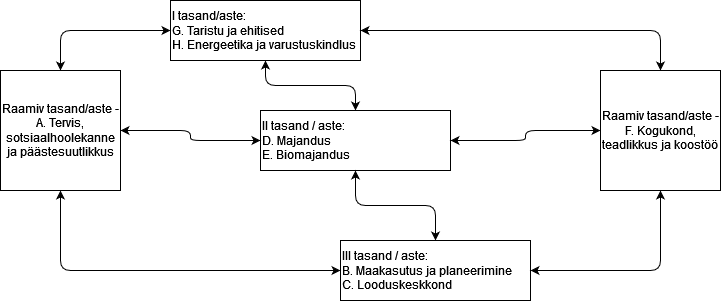 I tasand/aste:
G. Taristu ja ehitised
H. Energeetika ja varustuskindlus
Raamiv tasand/aste -
A. Tervis,
sotsiaalhoolekanne
ja päästesuutlikkus
II tasand / aste:
D. Majandus
E. Biomajandus
Raamiv tasand/aste -
F. Kogukond,
teadlikkus ja koostöö
III tasand / aste:
B. Maakasutus ja planeerimine
C. Looduskeskkond